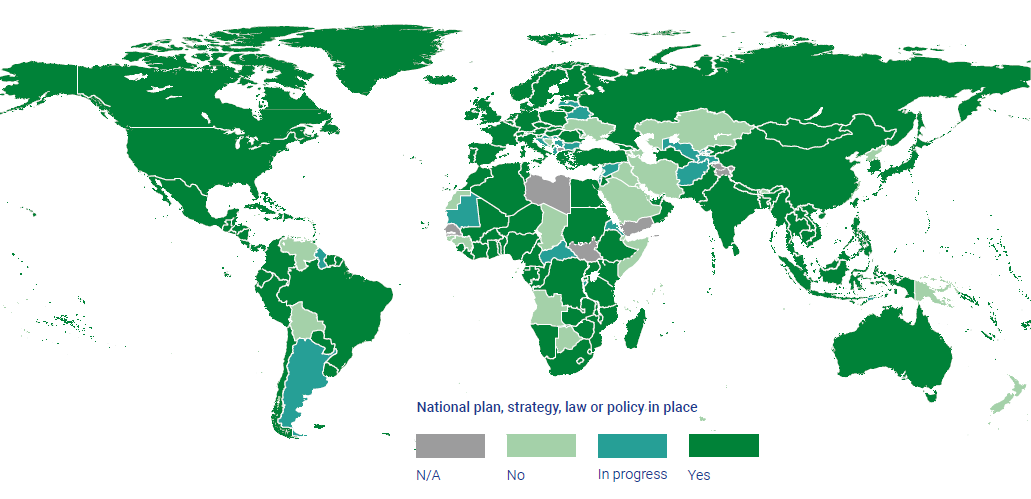 National plan, strategy, law or policy in place
N/A
No
In progress
Yes